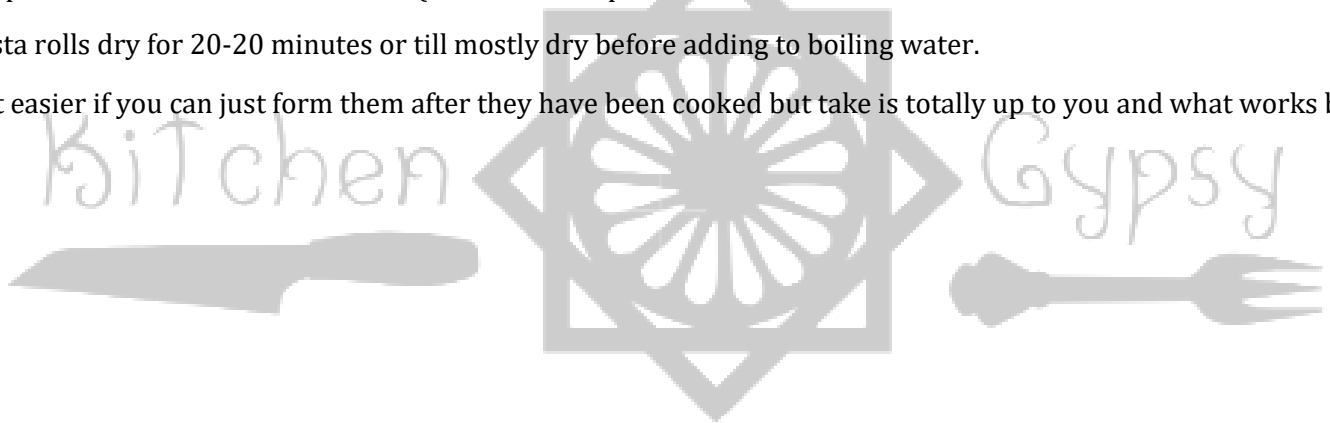 sta rolls dry for 20-20 minutes or till mostly dry before adding to boiling water.
t easier if you can just form them after they have been cooked but take is totally up to you and what works b
Kitchen Gypsy